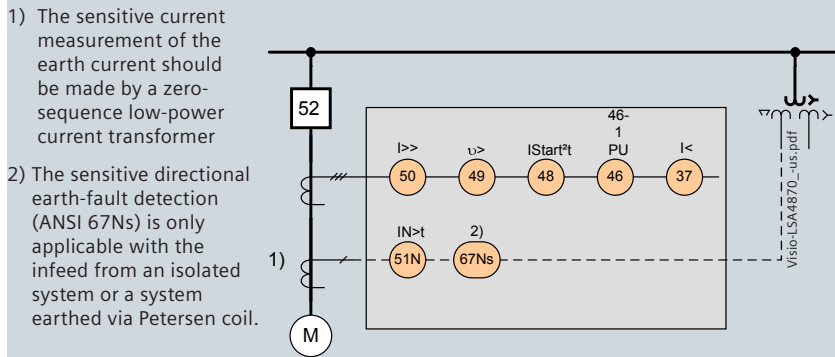 1) The sensitive current
measurement of the
earth current should
be made by a zero-
sequence low-power
current transformer
2) The sensitive directional
earth-fault detection
(ANSI 67Ns) is only
applicable with the
infeed from an isolated
system or a system
earthed via Petersen coil.
52
46-
1
PU
I>>
υ>
IStart²t
I<
50
49
48
46
37
IN>t
2)
1)
51N
67Ns
M
Visio-LSA4870_-us.pdf